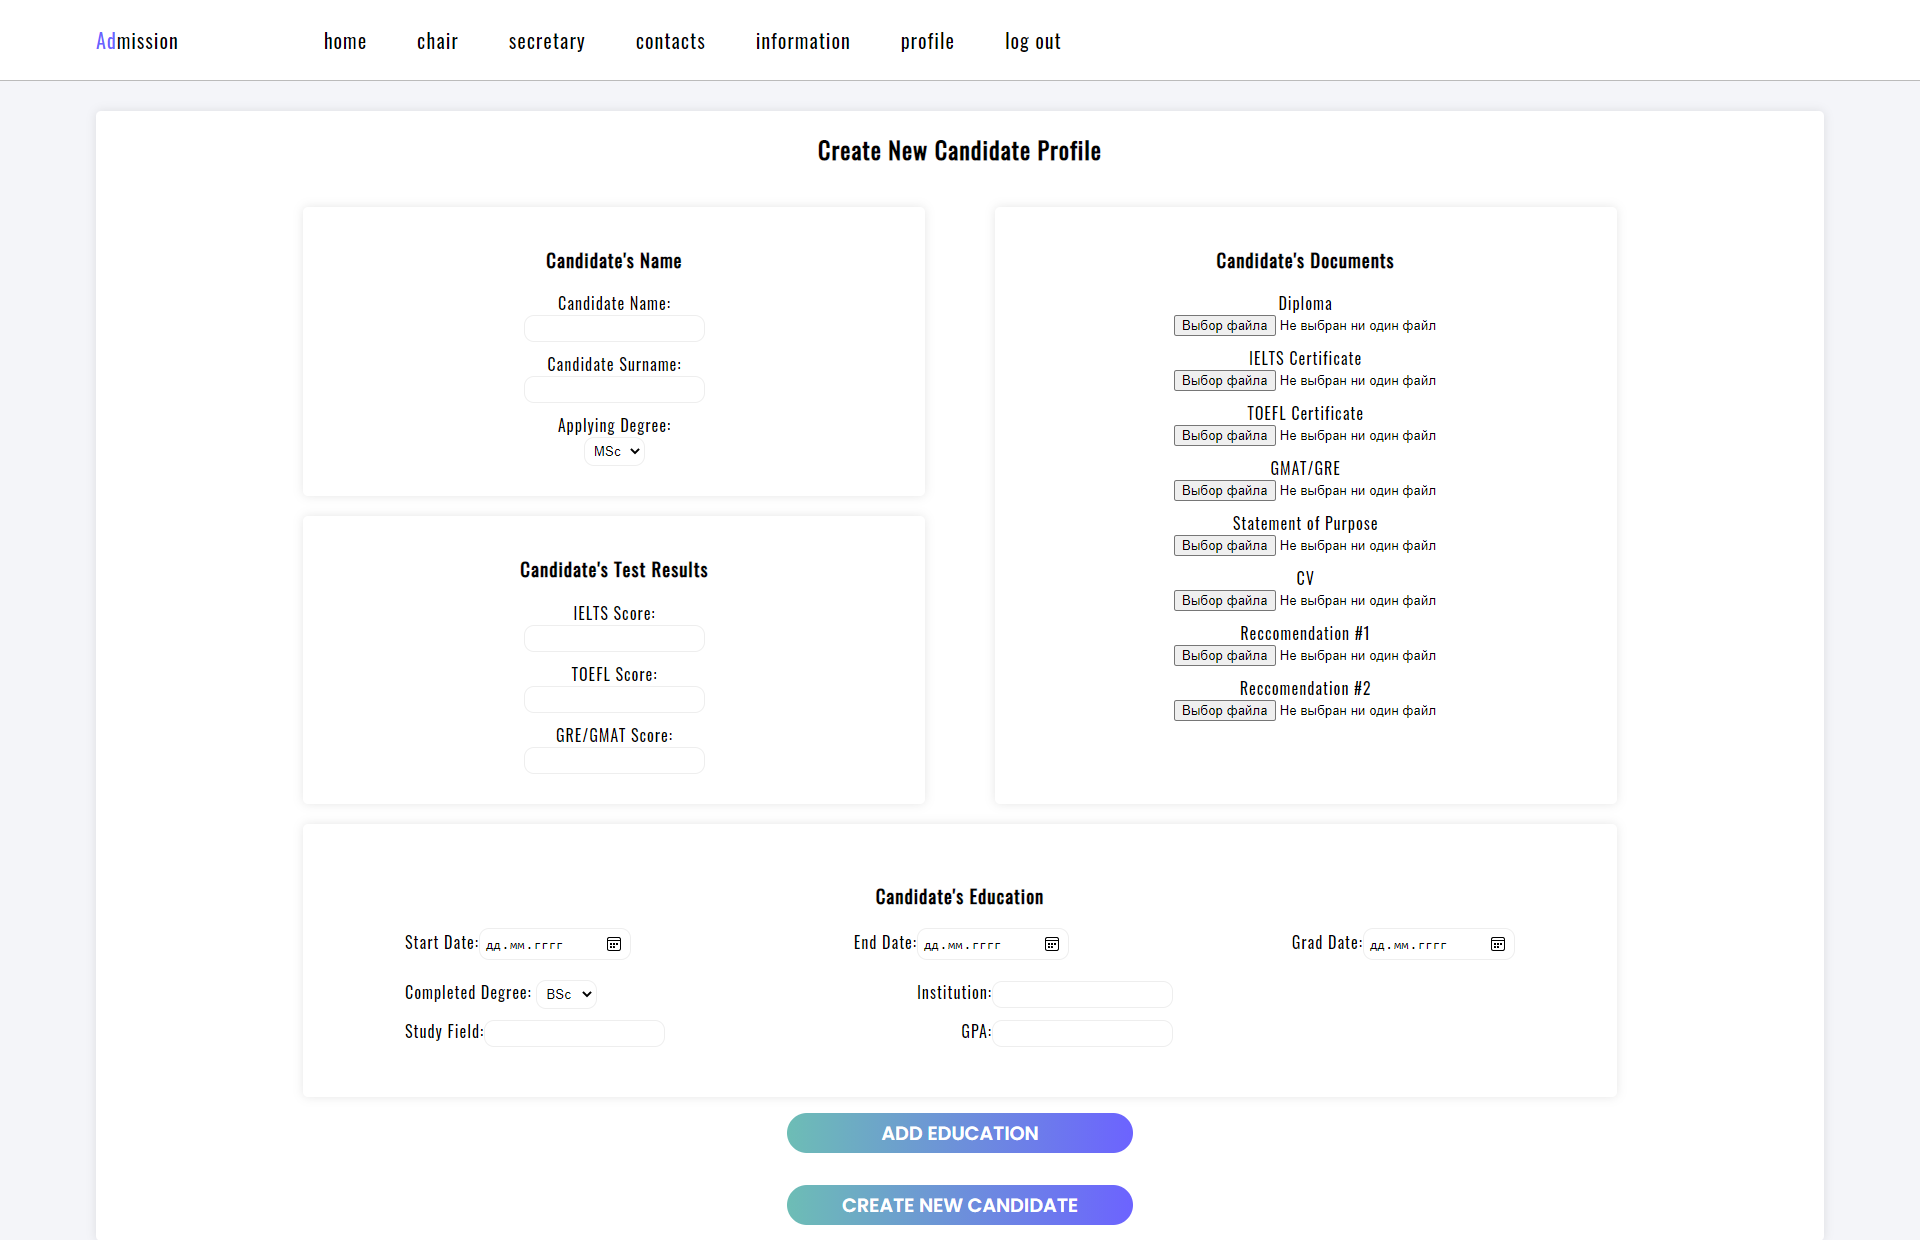 Admission home chair secretary contacts information profile log out
Create New Candidate Profile
Candidate's Name
Candidate Name:
Candidate Surname:
Applying Degree:
MSc
Candidate's Test Results
IELTS Score:
TOEFL Score:
GRE/GMAT Score:
Candidate's Documents
Diploma
Выбор файла Не выбран ни один файл
IELTS Certificate
Выбор файла Не выбран ни один файл
TOEFL Certificate
Выбор файла Не выбран ни один файл
GMAT/GRE
Выбор файла Не выбран ни один файл
Statement of Purpose
Выбор файла Не выбран ни один файл
CV
Выбор файла Не выбран ни один файл
Reccomendation #1
Выбор файла Не выбран ни один файл
Reccomendation #2
Выбор файла Не выбран ни один файл
Candidate's Education
Start Date: дд.мм.гггг End Date: дд.мм.гггг Grad Date: дд.мм.гггг
Completed Degree: BSc Institution:
Study Field: GPA:
ADD EDUCATION
CREATE NEW CANDIDATE